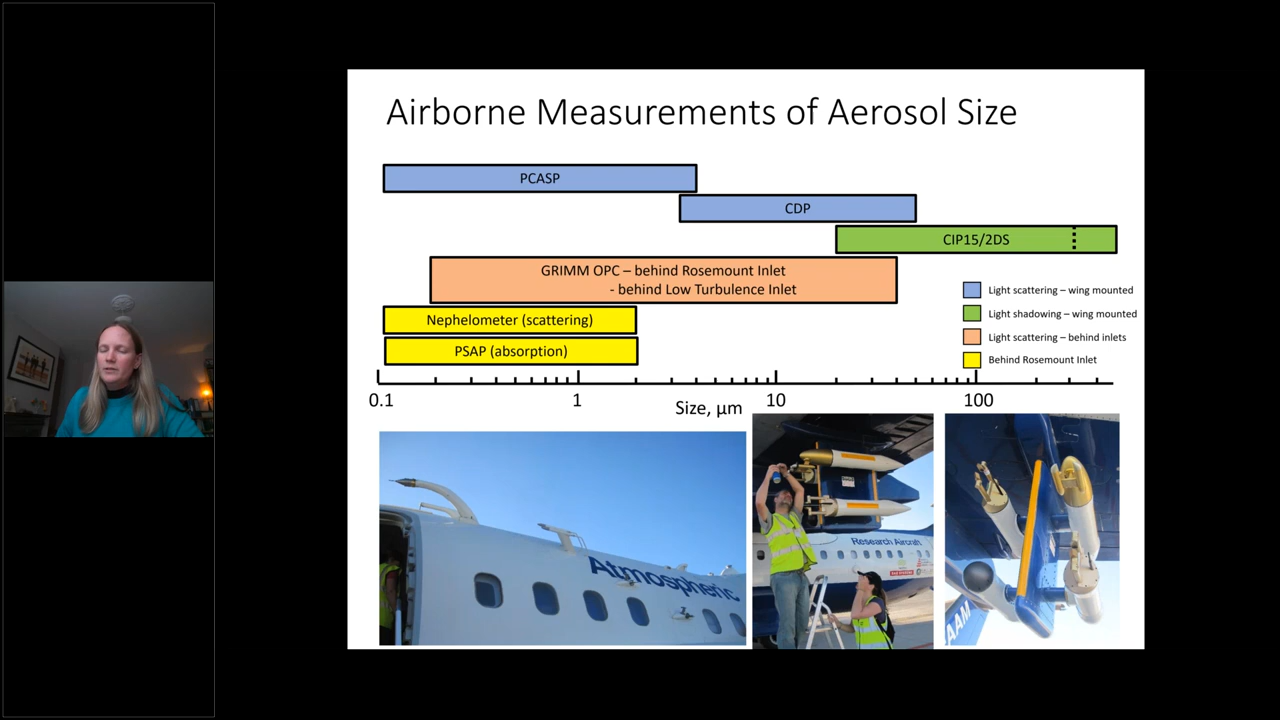 Airborne Measurements of Aerosol Size
PCASP
CDP
CIP15/2DS
GRIMM OPC – behind Rosemount Inlet
- behind Low Turbulence Inlet
Nephelometer (scattering)
PSAP (absorption)
Light scattering – wing mounted
Light shadowing – wing mounted
Light scattering – behind inlets
Behind Rosemount Inlet
0.1
1
10
100
Size, µm
Atmospheric
Research Aircraft
AAM